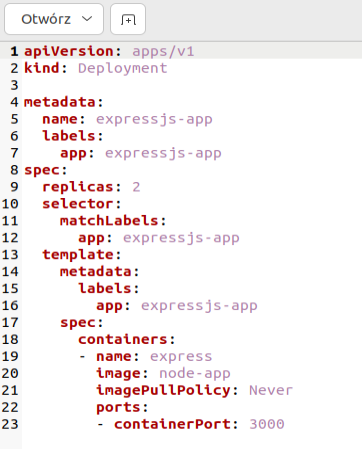 Otwórz
1 apiVersion: apps/v1
2 kind: Deployment
3
4 metadata:
5   name: expressjs-app
6   labels:
7     app: expressjs-app
8 spec:
9   replicas: 2
10   selector:
11     matchLabels:
12       app: expressjs-app
13   template:
14     metadata:
15       labels:
16         app: expressjs-app
17     spec:
18       containers:
19       - name: express
20         image: node-app
21         imagePullPolicy: Never
22         ports:
23         - containerPort: 3000